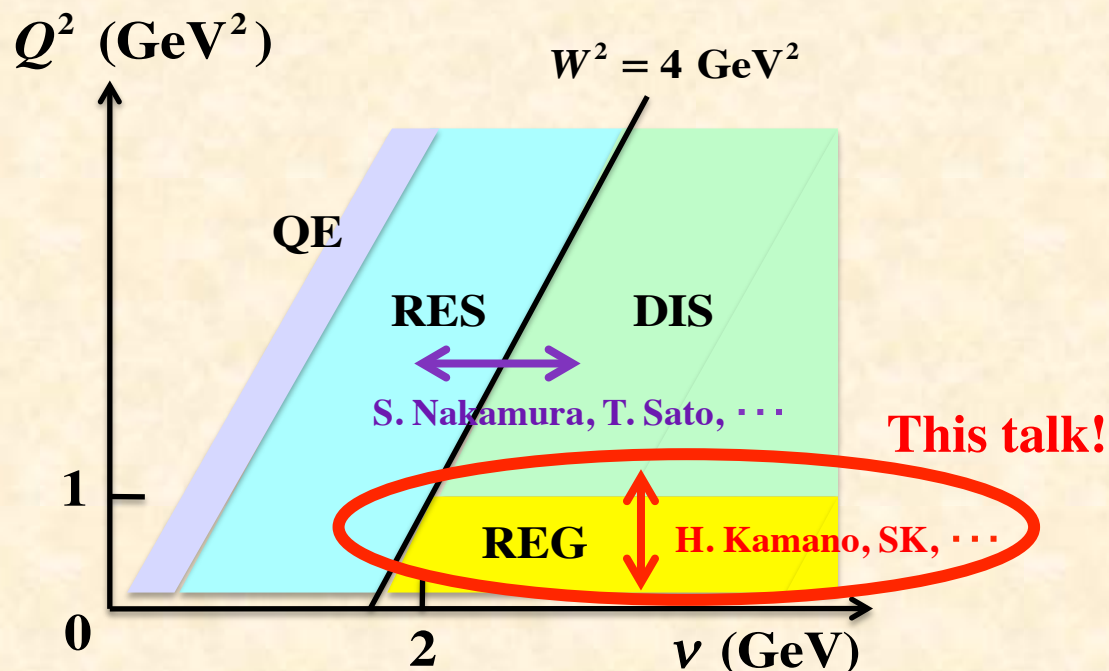 Q² (GeV²)
W² = 4 GeV²
QE
RES
DIS
S. Nakamura, T. Sato, ···
This talk!
1
REG
H. Kamano, SK, ···
0
2
ν (GeV)